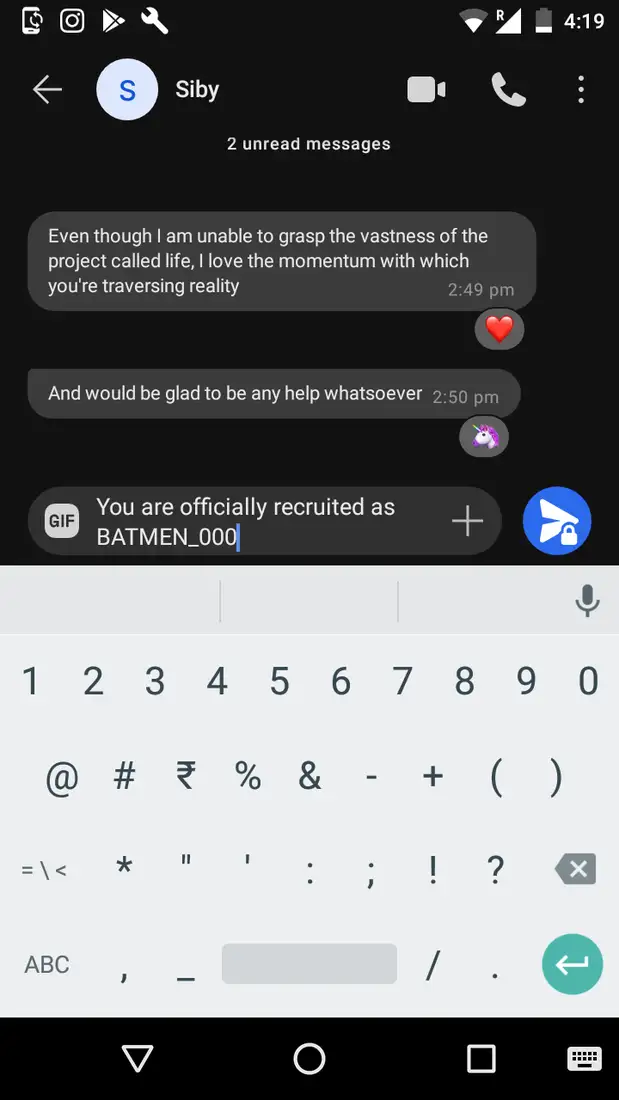 R 4:19
S Siby
2 unread messages
Even though I am unable to grasp the vastness of the
project called life, I love the momentum with which
you're traversing reality 2:49 pm
And would be glad to be any help whatsoever 2:50 pm
GIF You are officially recruited as
BATMEN_000
1 2 3 4 5 6 7 8 9 0
@ # ₹ % & - + ( )
= \ < * " ' : ; ! ?
ABC , _ / .